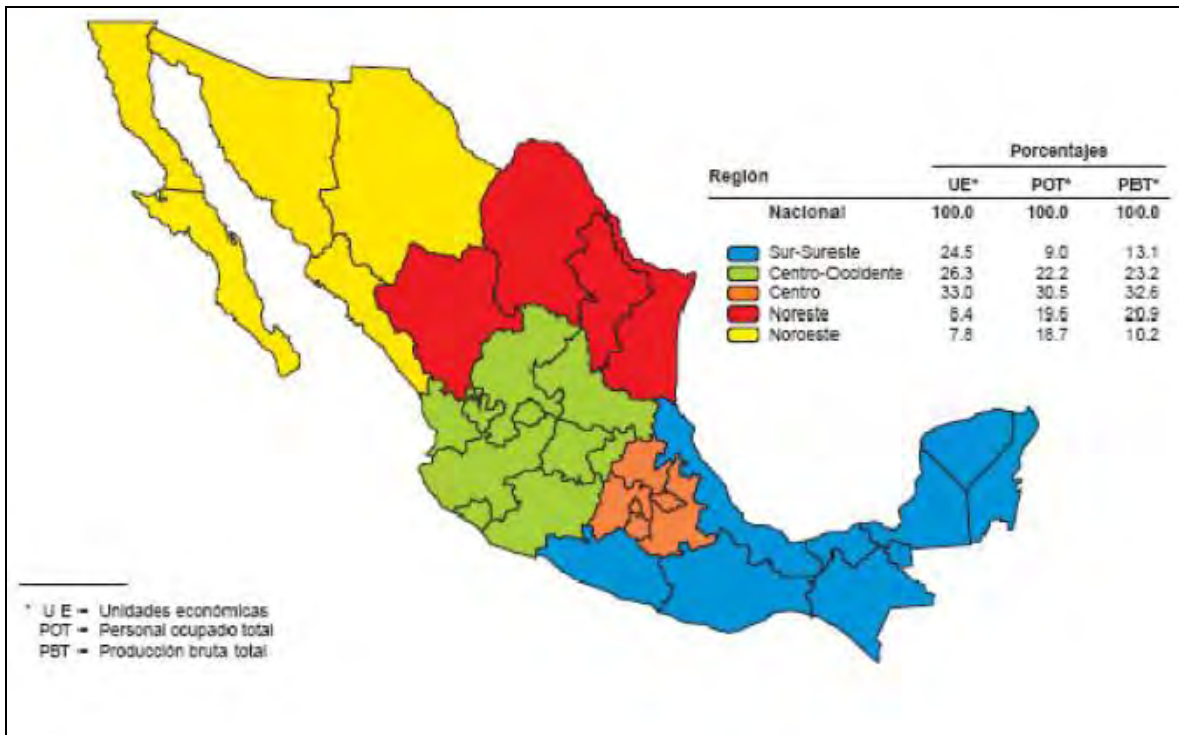 Porcentajes
Región UE* POT* PBT*
Nacional 100.0 100.0 100.0
Sur-Sureste 24.5 9.0 13.1
Centro-Occidente 26.3 22.2 23.2
Centro 33.0 30.5 32.6
Noreste 8.4 19.6 20.9
Noroeste 7.8 18.7 10.2
* U E = Unidades económicas
POT = Personal ocupado total
PBT = Producción bruta total